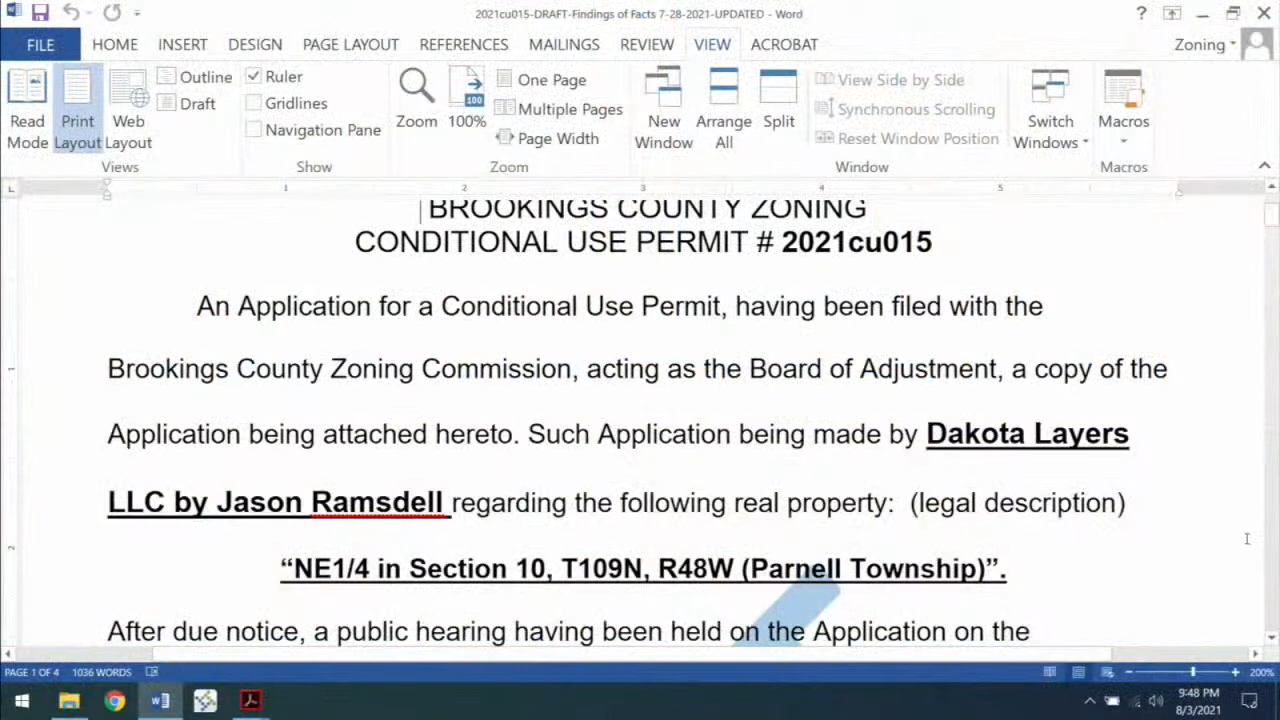 2021cu015-DRAFT-Findings of Facts 7-28-2021-UPDATED - Word
FILE HOME INSERT DESIGN PAGE LAYOUT REFERENCES MAILINGS REVIEW VIEW ACROBAT Zoning
Read Mode
Print Layout
Web Layout
Outline
Draft
Views
Ruler
Gridlines
Navigation Pane
Show
Zoom
100%
One Page
Multiple Pages
Page Width
Zoom
New Window
Arrange All
Split
View Side by Side
Synchronous Scrolling
Reset Window Position
Window
Switch Windows
Macros
Macros
1 2 3 4 5
BROOKINGS COUNTY ZONING
CONDITIONAL USE PERMIT # 2021cu015
An Application for a Conditional Use Permit, having been filed with the
Brookings County Zoning Commission, acting as the Board of Adjustment, a copy of the
Application being attached hereto. Such Application being made by Dakota Layers
LLC by Jason Ramsdell regarding the following real property: (legal description)
“NE1/4 in Section 10, T109N, R48W (Parnell Township)”.
After due notice, a public hearing having been held on the Application on the
PAGE 1 OF 4 1036 WORDS 200%
9:48 PM
8/3/2021